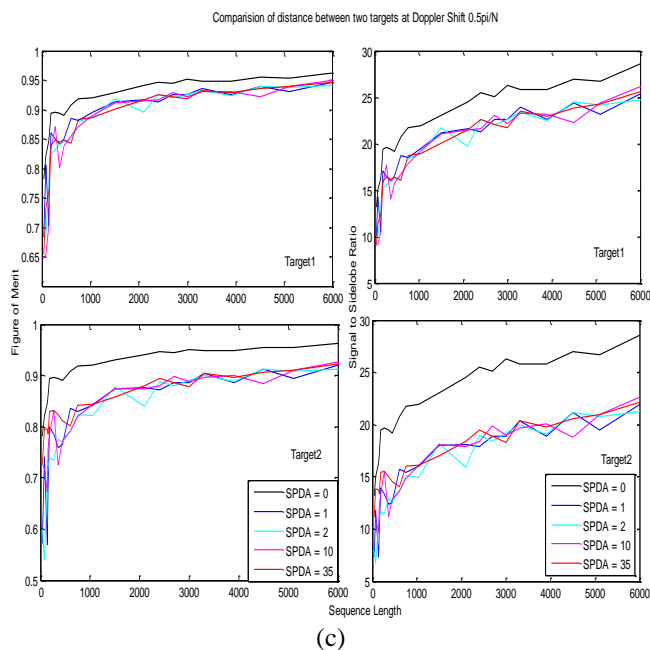 Comparision of distance between two targets at Doppler Shift 0.5pi/N
1
0.95
0.9
0.85
0.8
0.75
0.7
0.65
0 1000 2000 3000 4000 5000 6000
Target1
30
25
20
15
10
5
0 1000 2000 3000 4000 5000 6000
Target1
Figure of Merit
Signal to Sidelobe Ratio
1
0.9
0.8
0.7
0.6
0.5
0 1000 2000 3000 4000 5000 6000
Target2
SPDA = 0
SPDA = 1
SPDA = 2
SPDA = 10
SPDA = 35
30
25
20
15
10
5
0 1000 2000 3000 4000 5000 6000
Target2
SPDA = 0
SPDA = 1
SPDA = 2
SPDA = 10
SPDA = 35
Sequence Length
(c)